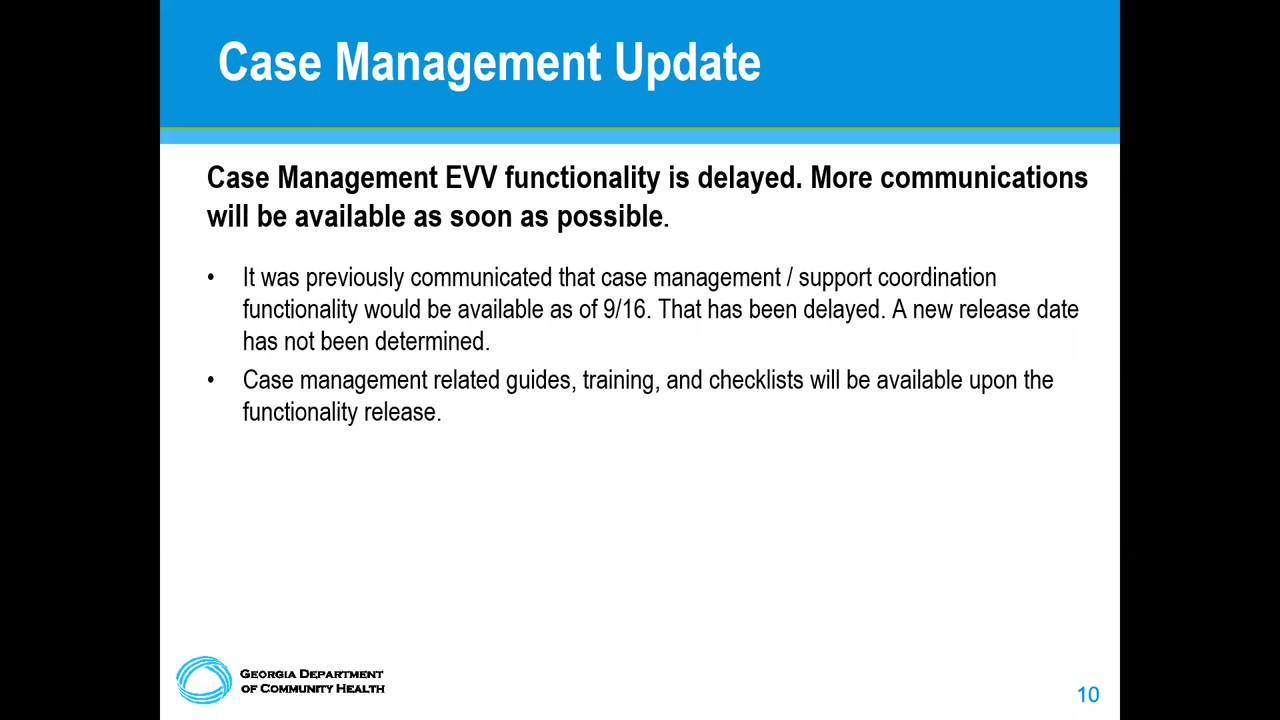 Case Management Update
Case Management EVV functionality is delayed. More communications
will be available as soon as possible.
• It was previously communicated that case management / support coordination
functionality would be available as of 9/16. That has been delayed. A new release date
has not been determined.
• Case management related guides, training, and checklists will be available upon the
functionality release.
GEORGIA DEPARTMENT
OF COMMUNITY HEALTH
10